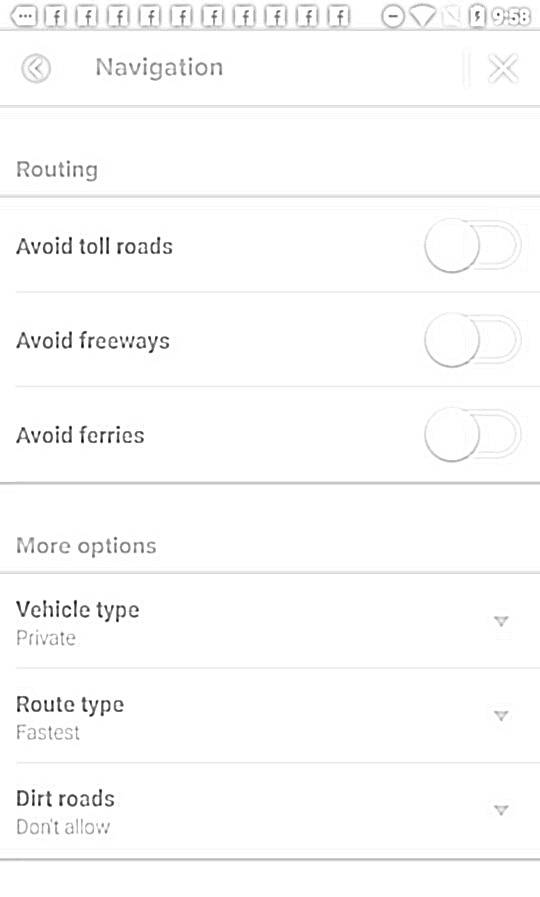 9:58
Navigation
Routing
Avoid toll roads
Avoid freeways
Avoid ferries
More options
Vehicle type
Private
Route type
Fastest
Dirt roads
Don't allow